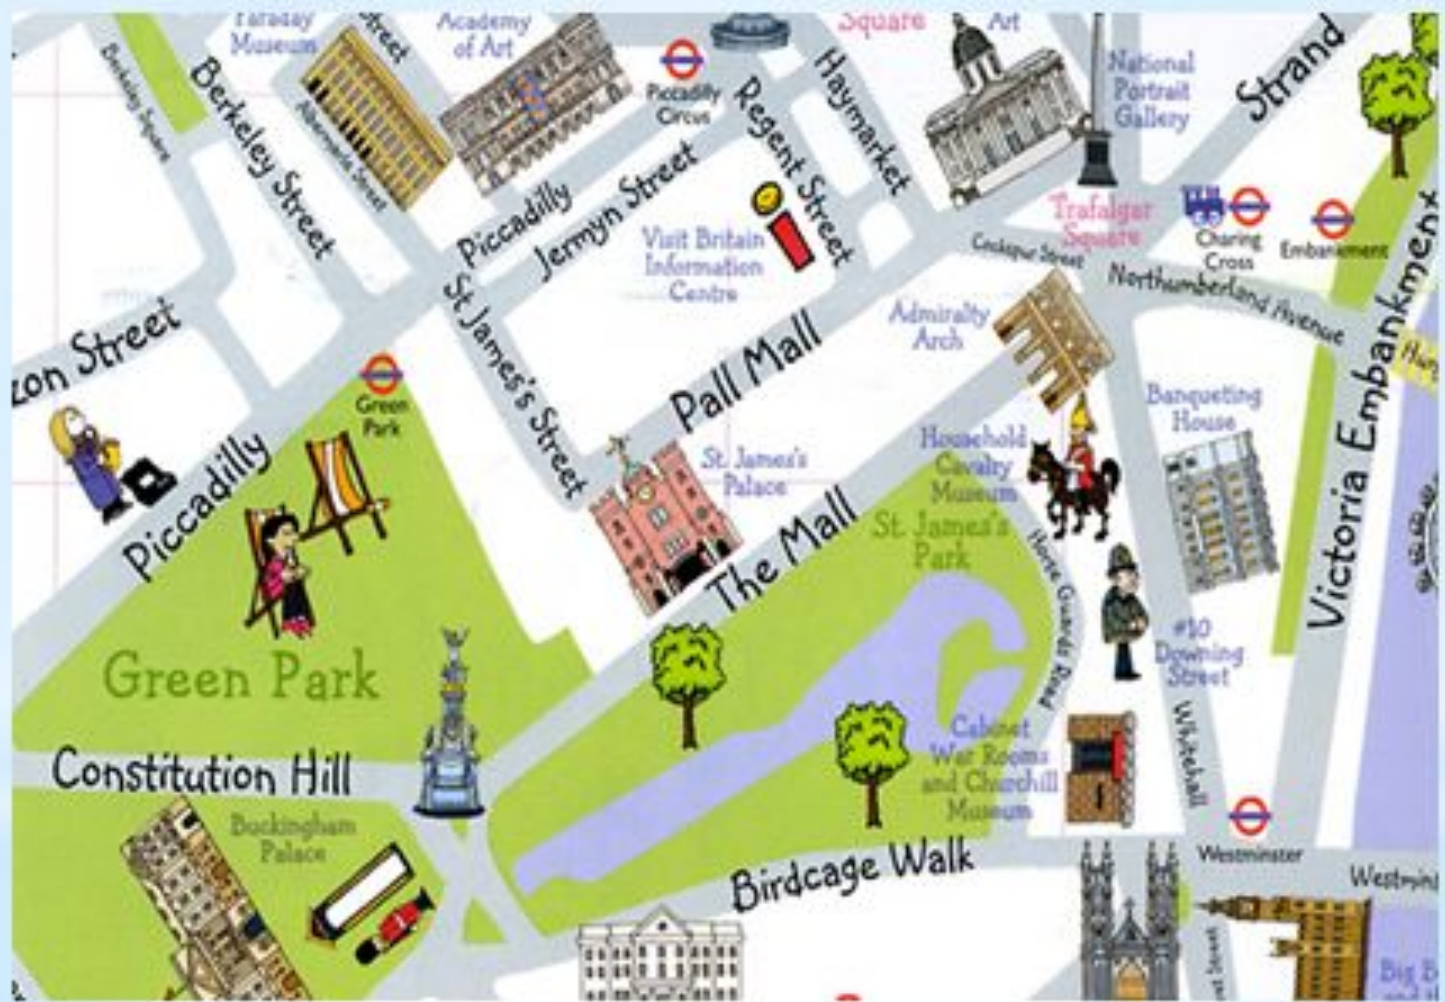 Faraday
Museum
Street
Academy
of Art
Square
Art
Berkeley Square
Berkeley Street
Albemarle Street
Piccadilly
Circus
Regent Street
Haymarket
National
Portrait
Gallery
Strand
Piccadilly
Jermyn Street
Visit Britain
Information
Centre
Trafalgar
Square
Charing
Cross
Embankment
Cockspur Street
Northumberland Avenue
zon Street
St James's Street
Admiralty
Arch
Pall Mall
Green
Park
Piccadilly
St. James's
Palace
Household
Cavalry
Museum
Banqueting
House
Victoria Embankment
The Mall
St. James's
Park
Horse Guards Road
#10
Downing
Street
Green Park
Constitution Hill
Cabinet
War Rooms
and Churchill
Museum
Whitehall
Buckingham
Palace
Birdcage Walk
Westminster
Westmins
Street
Big B